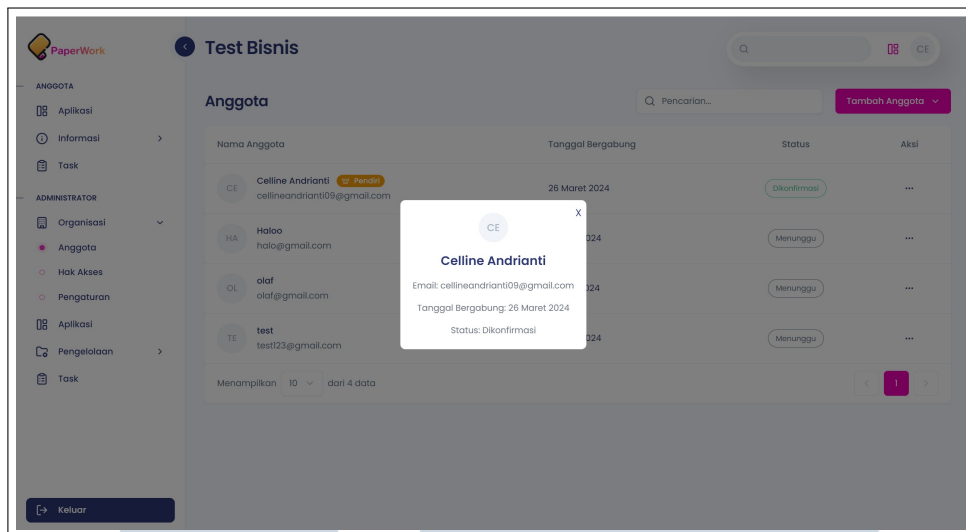 PaperWork
Test Bisnis
CE
ANGGOTA
Aplikasi
Informasi
Task
ADMINISTRATOR
Organisasi
Anggota
Hak Akses
Pengaturan
Aplikasi
Pengelolaan
Task
Keluar
Anggota
Pencarian...
Tambah Anggota
Nama Anggota Tanggal Bergabung Status Aksi
CE Celline Andrianti Pendiri 26 Maret 2024 Dikonfirmasi ...
cellineandrianti09@gmail.com
HA Haloo 024 Menunggu ...
halo@gmail.com
OL olaf 024 Menunggu ...
olaf@gmail.com
TE test 024 Menunggu ...
test123@gmail.com
Menampilkan 10 dari 4 data
< 1 >
X
CE
Celline Andrianti
Email: cellineandrianti09@gmail.com
Tanggal Bergabung: 26 Maret 2024
Status: Dikonfirmasi